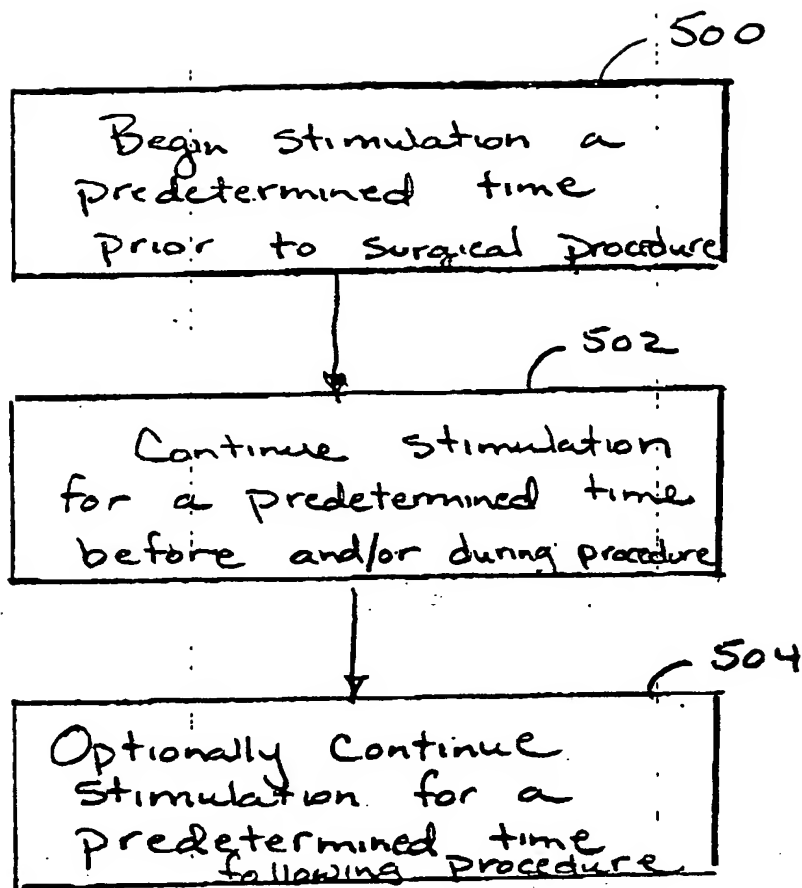 500
Begin stimulation a
predetermined time
prior to surgical procedure
502
Continue stimulation
for a predetermined time
before and/or during procedure
504
Optionally Continue
stimulation for a
predetermined time
following procedure